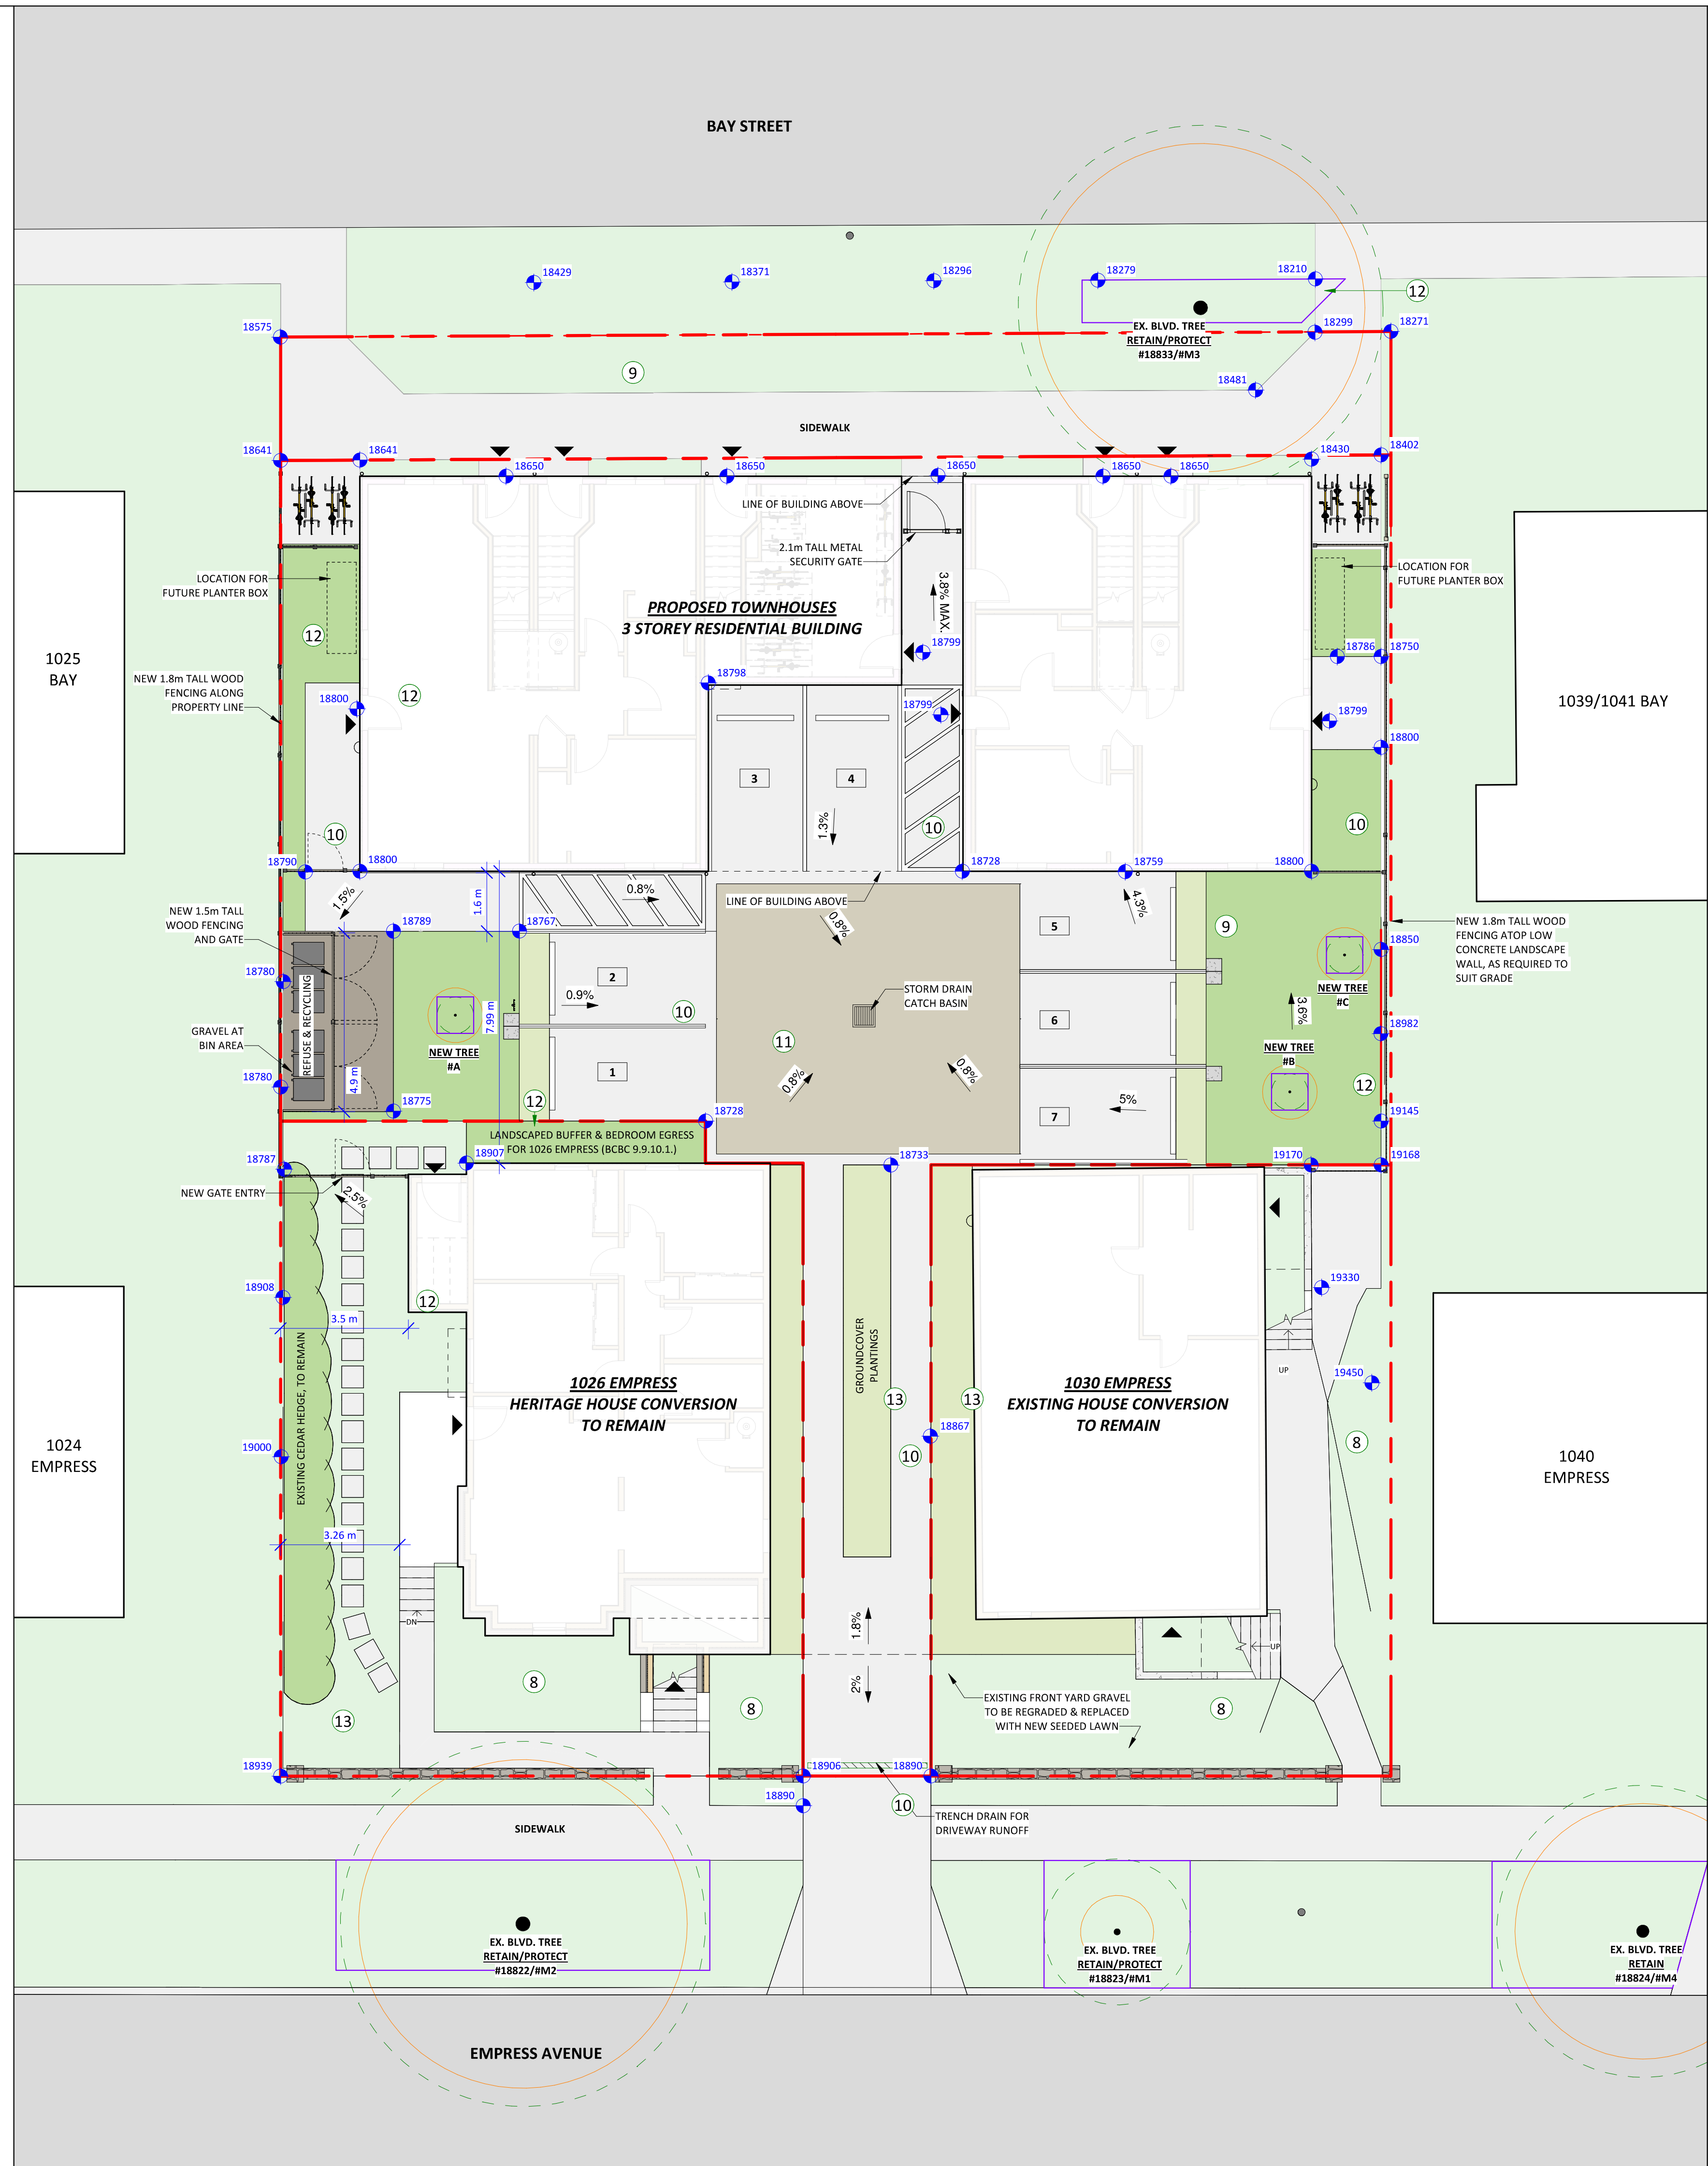 BAY STREET
18429
18371
18296
18279
18210
12
18575
18299
18271
EX. BLVD. TREE
RETAIN/PROTECT
#18833/#M3
9
18481
SIDEWALK
18641
18641
18430
18402
18650
18650
18650
18650
18650
LINE OF BUILDING ABOVE
2.1m TALL METAL
SECURITY GATE
LOCATION FOR
FUTURE PLANTER BOX
LOCATION FOR
FUTURE PLANTER BOX
PROPOSED TOWNHOUSES
3 STOREY RESIDENTIAL BUILDING
3.8% MAX.
12
18799
18786
18750
1025
BAY
NEW 1.8m TALL WOOD
FENCING ALONG
PROPERTY LINE
18798
12
18800
18799
18799
1039/1041 BAY
18800
3
4
1.3%
10
10
10
18790
18800
18728
18759
18800
1.5%
1.6 m
0.8%
LINE OF BUILDING ABOVE
4.3%
NEW 1.5m TALL
WOOD FENCING
AND GATE
18789
18767
0.8%
5
9
NEW 1.8m TALL WOOD
FENCING ATOP LOW
CONCRETE LANDSCAPE
WALL, AS REQUIRED TO
SUIT GRADE
18850
18780
REFUSE & RECYCLING
2
0.9%
STORM DRAIN
CATCH BASIN
NEW TREE
#C
7.99 m
10
6
3.6%
18982
GRAVEL AT
BIN AREA
NEW TREE
#A
11
NEW TREE
#B
18780
4.9 m
1
0.8%
0.8%
12
18775
12
18728
7
5%
19145
LANDSCAPED BUFFER & BEDROOM EGRESS
FOR 1026 EMPRESS (BCBC 9.9.10.1.)
18787
18907
18733
19170
19168
NEW GATE ENTRY
2.5%
18908
12
19330
3.5 m
EXISTING CEDAR HEDGE, TO REMAIN
GROUNDCOVER
PLANTINGS
UP
19450
1026 EMPRESS
HERITAGE HOUSE CONVERSION
TO REMAIN
13
13
1030 EMPRESS
EXISTING HOUSE CONVERSION
TO REMAIN
18867
8
1024
EMPRESS
19000
10
1040
EMPRESS
3.26 m
DN
1.8%
UP
8
2%
8
EXISTING FRONT YARD GRAVEL
TO BE REGRADED & REPLACED
WITH NEW SEEDED LAWN
8
13
18939
18906
18890
18890
10
TRENCH DRAIN FOR
DRIVEWAY RUNOFF
SIDEWALK
EX. BLVD. TREE
RETAIN/PROTECT
#18822/#M2
EX. BLVD. TREE
RETAIN/PROTECT
#18823/#M1
EX. BLVD. TREE
RETAIN
#18824/#M4
EMPRESS AVENUE